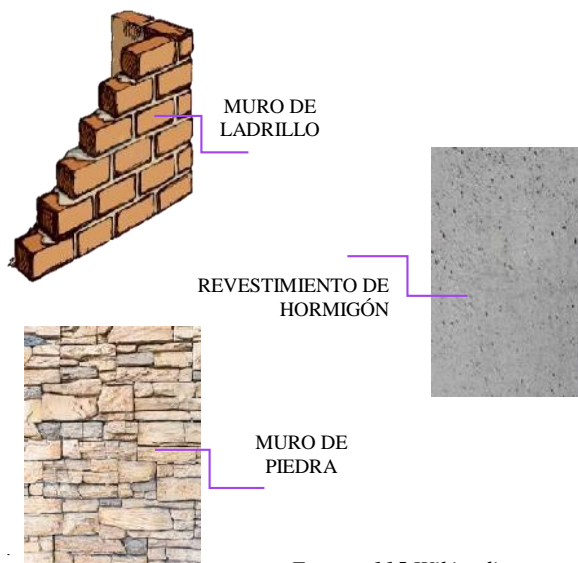 MURO DE
LADRILLO
REVESTIMIENTO DE
HORMIGÓN
MURO DE
PIEDRA